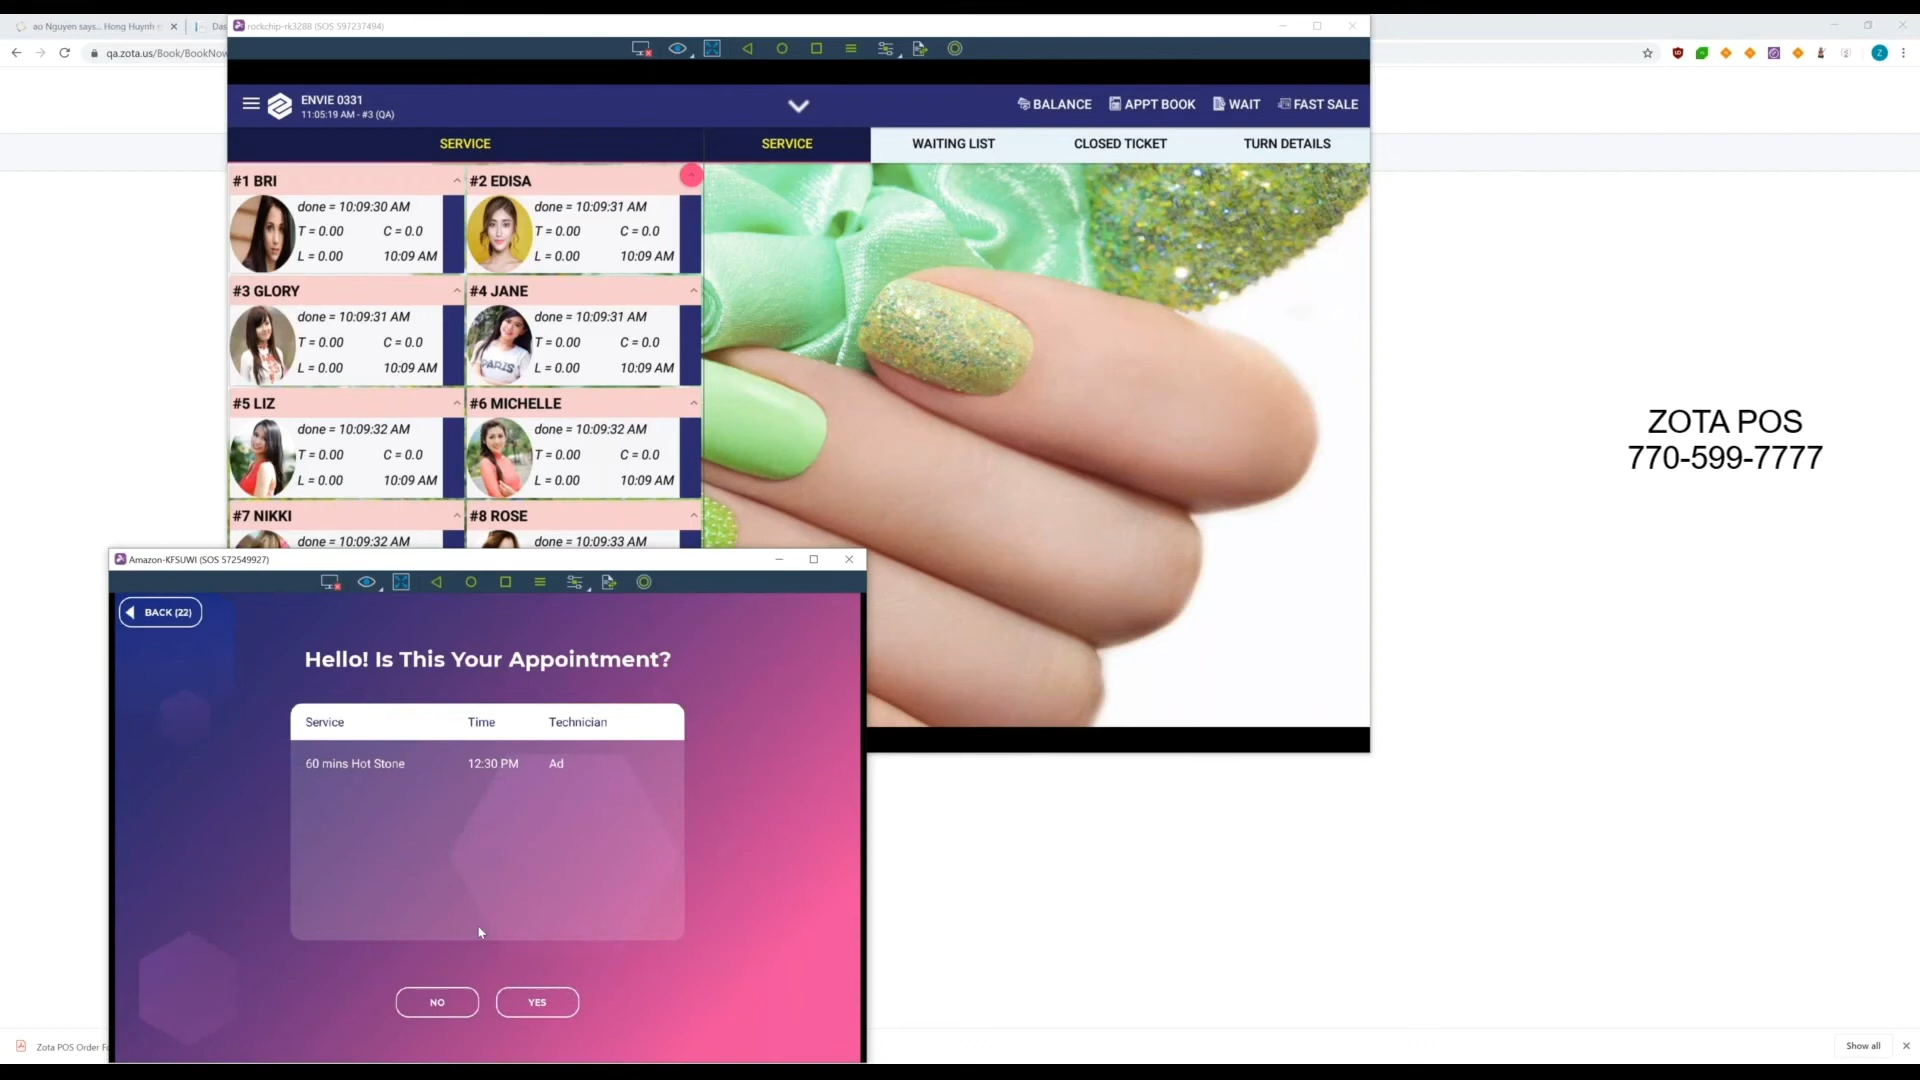 ao Nguyen says... Hong Huynh
Das
rockchip-rk3288 (SOS 597237494)
qa.zota.us/Book/BookNow
ENVIE 0331
11:05:19 AM - #3 (QA)
BALANCE
APPT BOOK
WAIT
FAST SALE
SERVICE
SERVICE
WAITING LIST
CLOSED TICKET
TURN DETAILS
#1 BRI
done = 10:09:30 AM
T = 0.00 C = 0.0
L = 0.00 10:09 AM
#2 EDISA
done = 10:09:31 AM
T = 0.00 C = 0.0
L = 0.00 10:09 AM
#3 GLORY
done = 10:09:31 AM
T = 0.00 C = 0.0
L = 0.00 10:09 AM
#4 JANE
done = 10:09:31 AM
T = 0.00 C = 0.0
L = 0.00 10:09 AM
PARIS
#5 LIZ
done = 10:09:32 AM
T = 0.00 C = 0.0
L = 0.00 10:09 AM
#6 MICHELLE
done = 10:09:32 AM
T = 0.00 C = 0.0
L = 0.00 10:09 AM
#7 NIKKI
done = 10:09:32 AM
#8 ROSE
done = 10:09:33 AM
ZOTA POS
770-599-7777
Amazon-KFSUWI (SOS 572549927)
BACK (22)
Hello! Is This Your Appointment?
Service Time Technician
60 mins Hot Stone 12:30 PM Ad
NO
YES
Zota POS Order F
Show all
Z